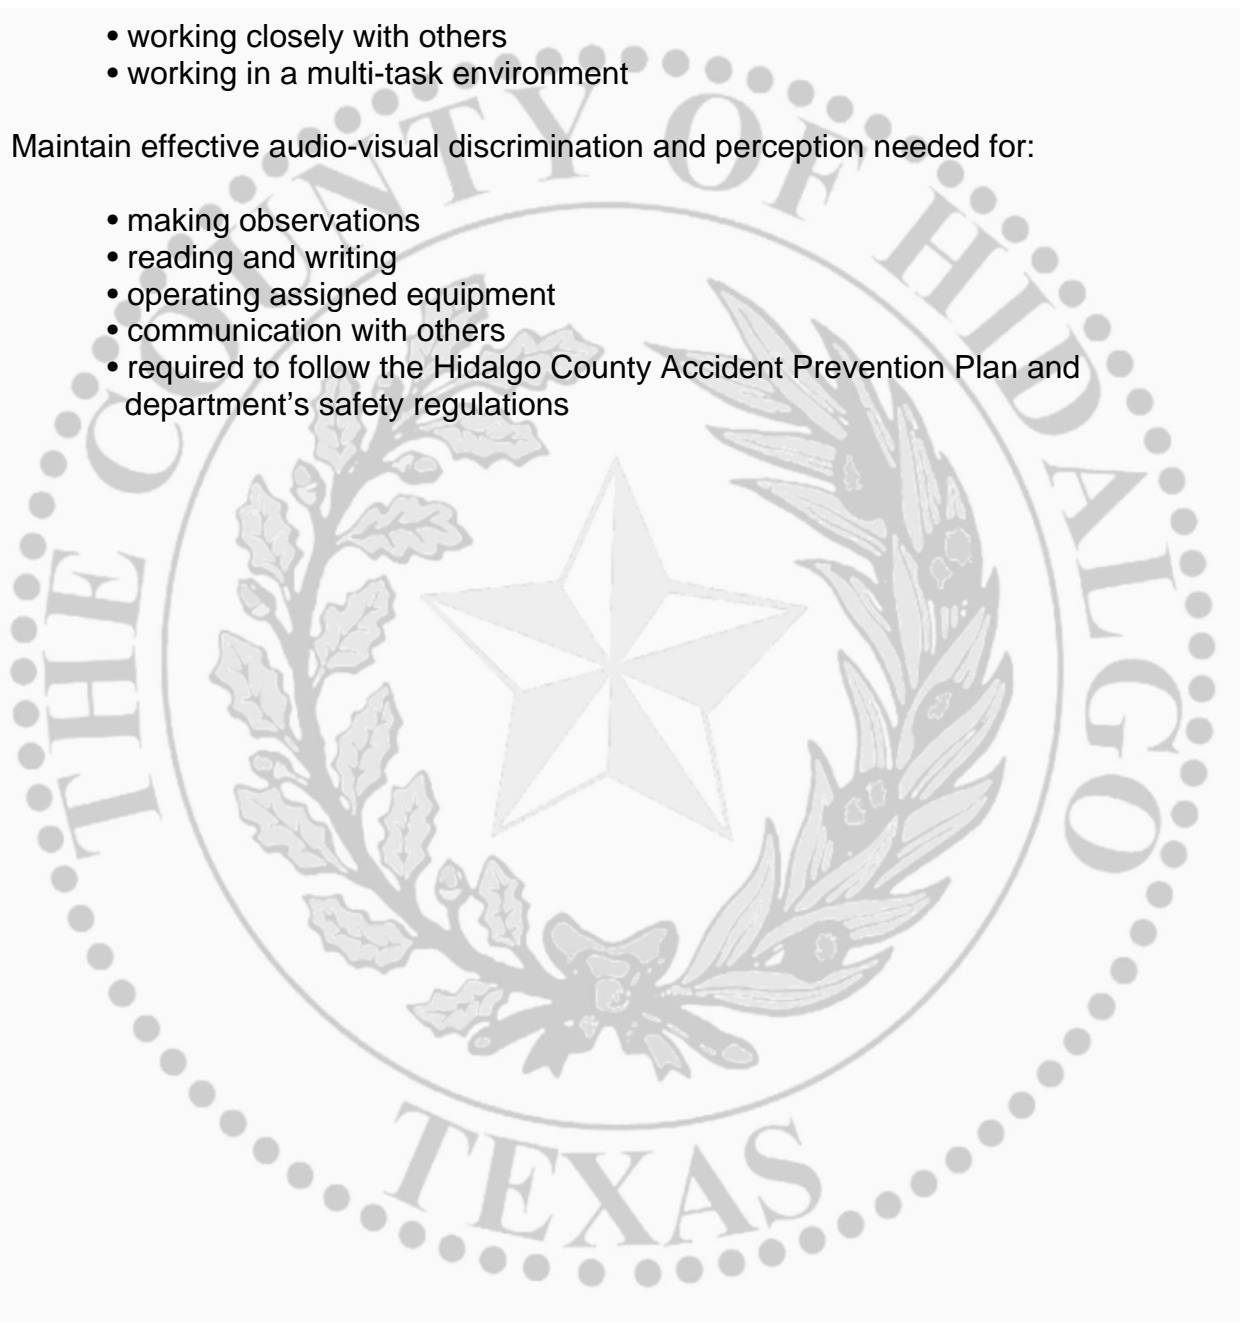 • working closely with others
• working in a multi-task environment
Maintain effective audio-visual discrimination and perception needed for:
• making observations
• reading and writing
• operating assigned equipment
• communication with others
• required to follow the Hidalgo County Accident Prevention Plan and
department’s safety regulations
THE COUNTY OF HIDALGO
TEXAS